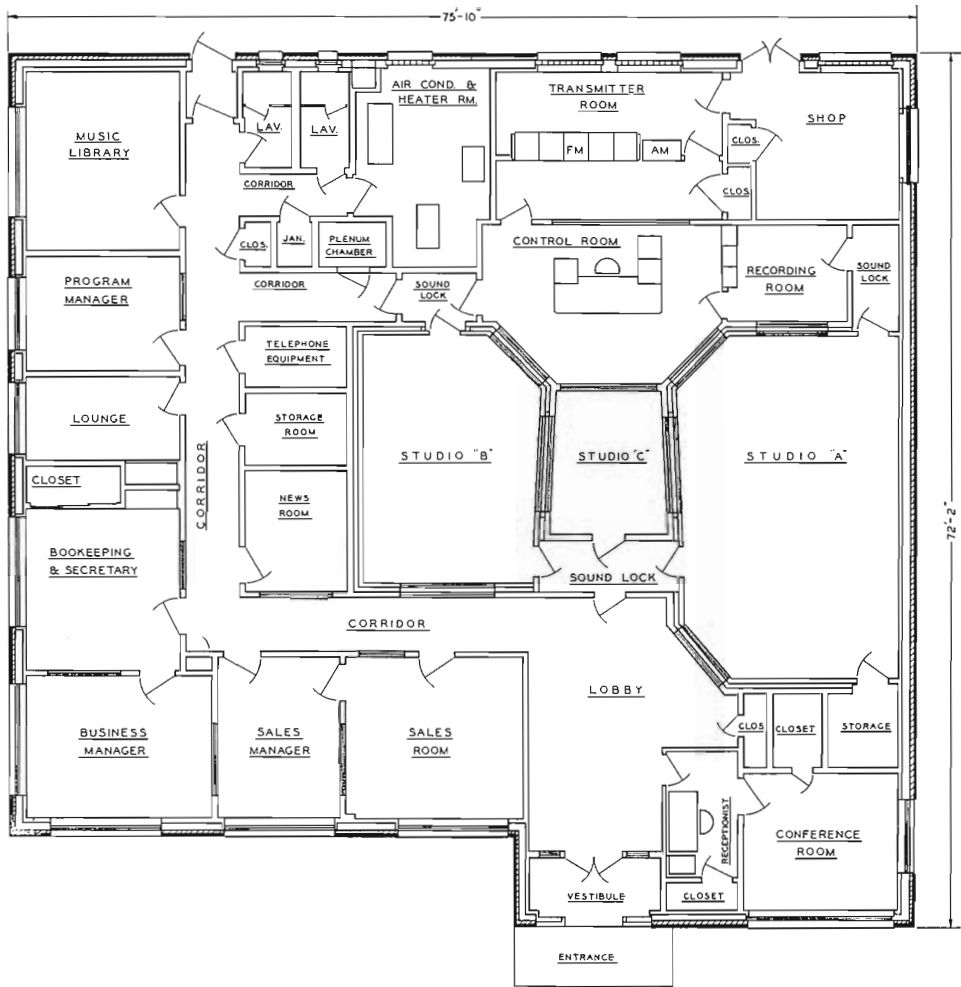 75'-10"
AIR COND. &
HEATER RM.
TRANSMITTER
ROOM
MUSIC
LIBRARY
LAV.
LAV.
SHOP
CLOS.
FM
AM
CORRIDOR
CLOS.
CLOS.
JAN.
PLENUM
CHAMBER
CONTROL ROOM
PROGRAM
MANAGER
CORRIDOR
SOUND
LOCK
RECORDING
ROOM
SOUND
LOCK
TELEPHONE
EQUIPMENT
LOUNGE
STORAGE
ROOM
STUDIO "B"
STUDIO "C"
STUDIO "A"
CLOSET
CORRIDOR
NEWS
ROOM
72'-2"
BOOKEEPING
& SECRETARY
SOUND LOCK
CORRIDOR
LOBBY
BUSINESS
MANAGER
SALES
MANAGER
SALES
ROOM
CLOS
CLOSET
STORAGE
RECEPTIONIST
CONFERENCE
ROOM
VESTIBULE
CLOSET
ENTRANCE